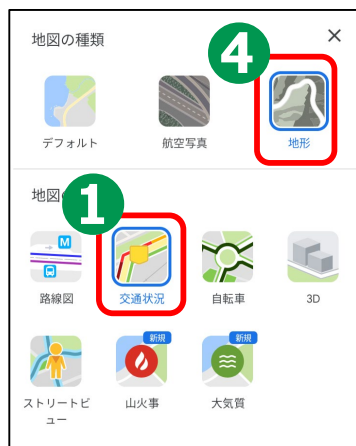 地図の種類
4
デフォルト
航空写真
地形
地図の
1
M
路線図
交通状況
自転車
3D
新規
新規
ストリートビ
ュー
山火事
大気質